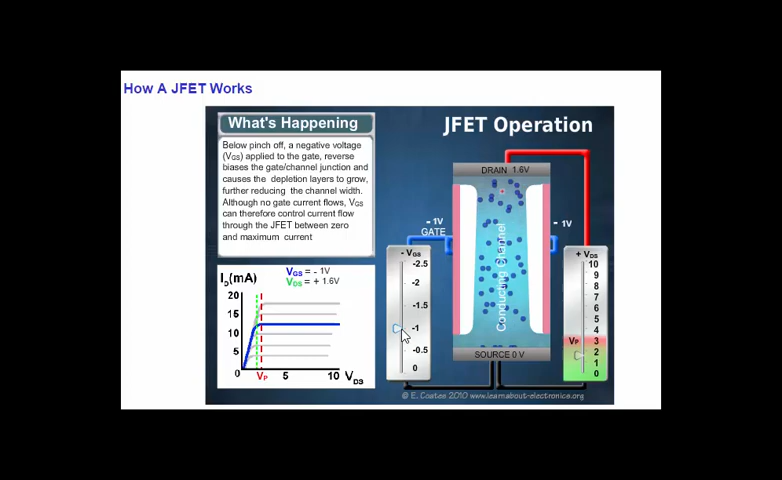 How A JFET Works
What's Happening
Below pinch off, a negative voltage
(VGS) applied to the gate, reverse
biases the gate/channel junction and
causes the depletion layers to grow,
further reducing the channel width.
Although no gate current flows, VGS
can therefore control current flow
through the JFET between zero
and maximum current
JFET Operation
DRAIN 1.6V
- 1V
GATE
- 1V
Conducting Channel
SOURCE 0 V
- VGS
-2.5
-2
-1.5
-1
-0.5
0
+ VDS
10
9
8
7
6
5
4
VP 3
2
1
0
ID(mA)
VGS = - 1V
VDS = + 1.6V
20
15
10
5
0
VP 5 10 VDS
© E. Coates 2010 www.learnabout-electronics.org